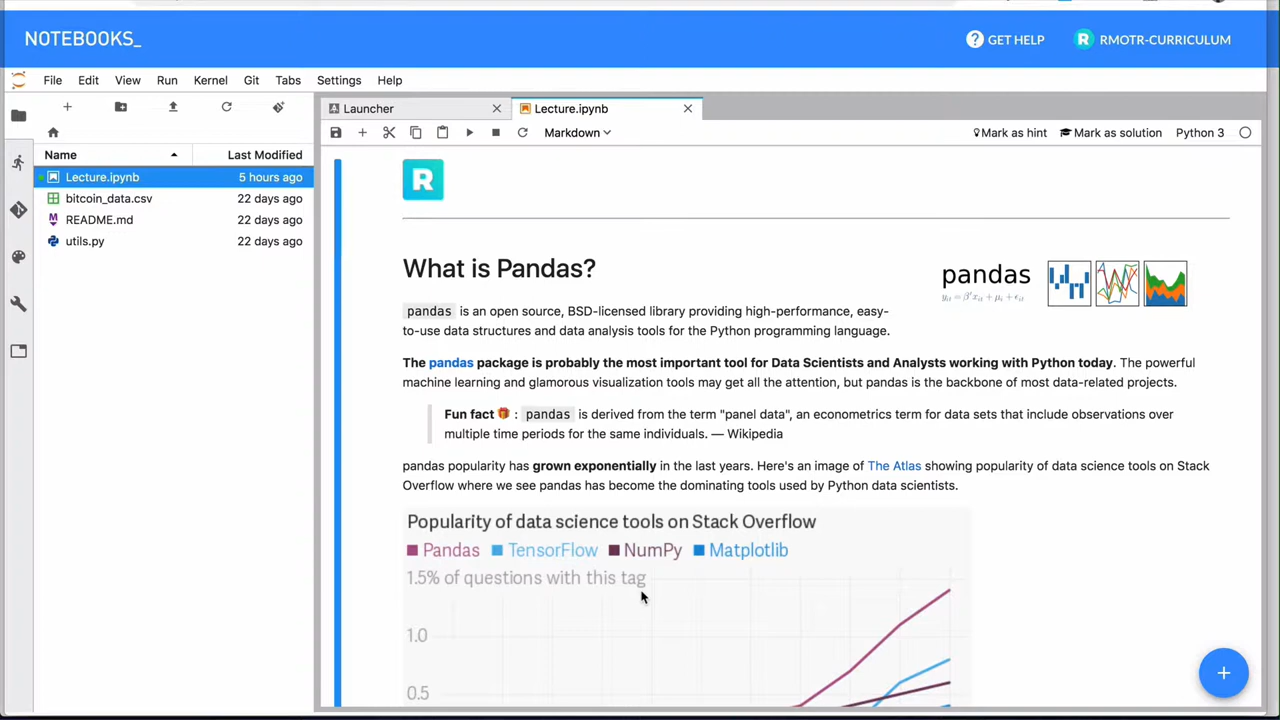 NOTEBOOKS_
? GET HELP
R RMOTR-CURRICULUM
File Edit View Run Kernel Git Tabs Settings Help
Launcher
Lecture.ipynb
Markdown
Mark as hint
Mark as solution
Python 3
Name
Last Modified
Lecture.ipynb 5 hours ago
bitcoin_data.csv 22 days ago
README.md 22 days ago
utils.py 22 days ago
R
What is Pandas?
pandas
pandas is an open source, BSD-licensed library providing high-performance, easy-
to-use data structures and data analysis tools for the Python programming language.
The pandas package is probably the most important tool for Data Scientists and Analysts working with Python today. The powerful
machine learning and glamorous visualization tools may get all the attention, but pandas is the backbone of most data-related projects.
Fun fact 🎁 : pandas is derived from the term "panel data", an econometrics term for data sets that include observations over
multiple time periods for the same individuals. — Wikipedia
pandas popularity has grown exponentially in the last years. Here's an image of The Atlas showing popularity of data science tools on Stack
Overflow where we see pandas has become the dominating tools used by Python data scientists.
Popularity of data science tools on Stack Overflow
Pandas TensorFlow NumPy Matplotlib
1.5% of questions with this tag
1.0
0.5